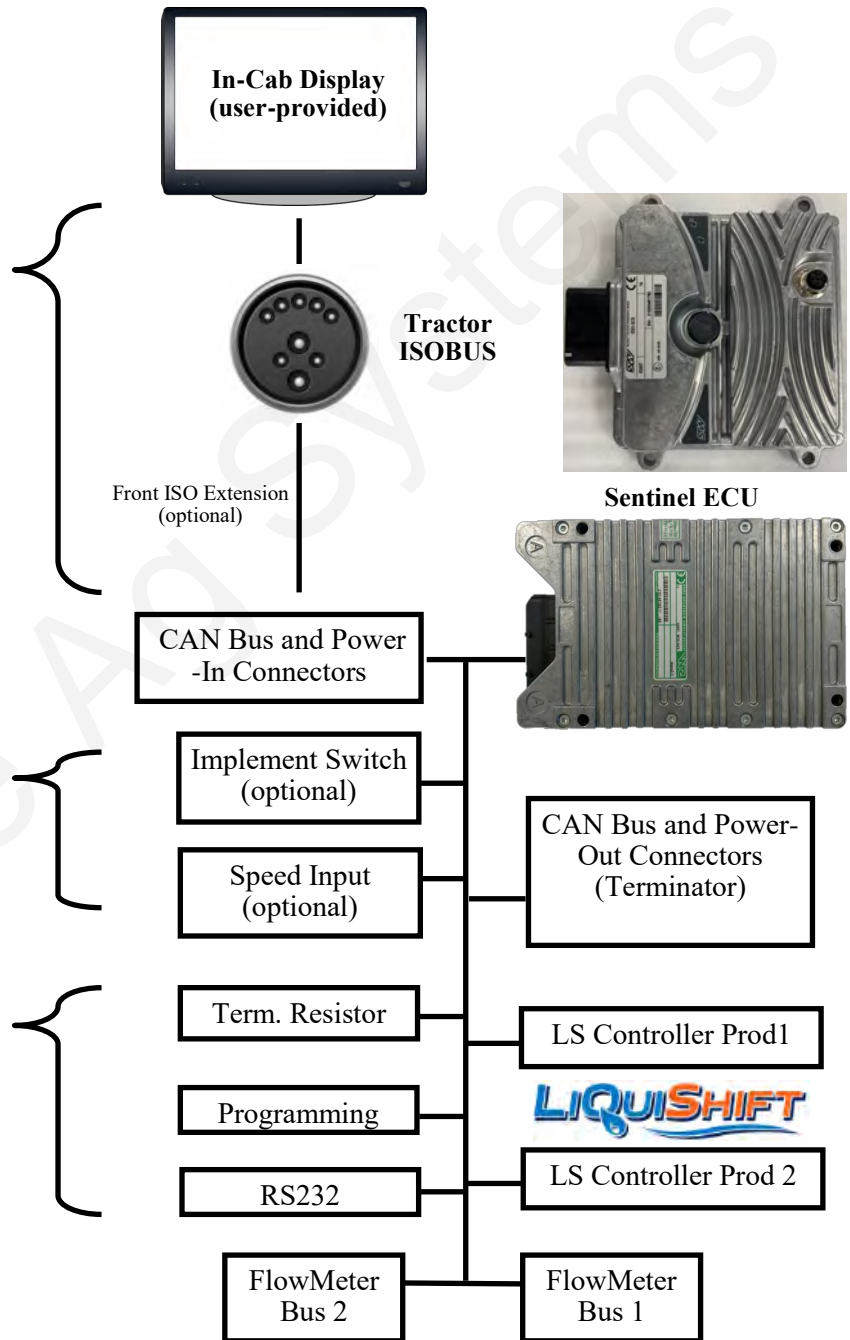 In-Cab Display
(user-provided)
Tractor
ISOBUS
Front ISO Extension
(optional)
Sentinel ECU
CAN Bus and Power
-In Connectors
Implement Switch
(optional)
Speed Input
(optional)
CAN Bus and Power-
Out Connectors
(Terminator)
Term. Resistor
Programming
RS232
LS Controller Prod1
LIQUISHIFT
LS Controller Prod 2
FlowMeter
Bus 2
FlowMeter
Bus 1
e Ag Systems